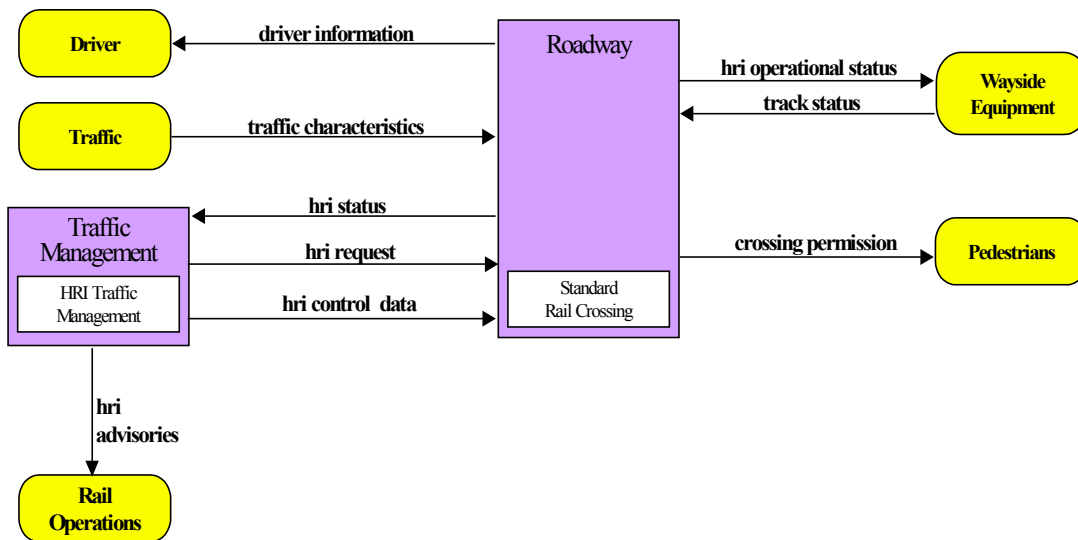 Driver
driver information
Roadway
hri operational status
Wayside
Equipment
track status
Traffic
traffic characteristics
hri status
Traffic
Management
hri request
crossing permission
Pedestrians
HRI Traffic
Management
hri control data
Standard
Rail Crossing
hri
advisories
Rail
Operations